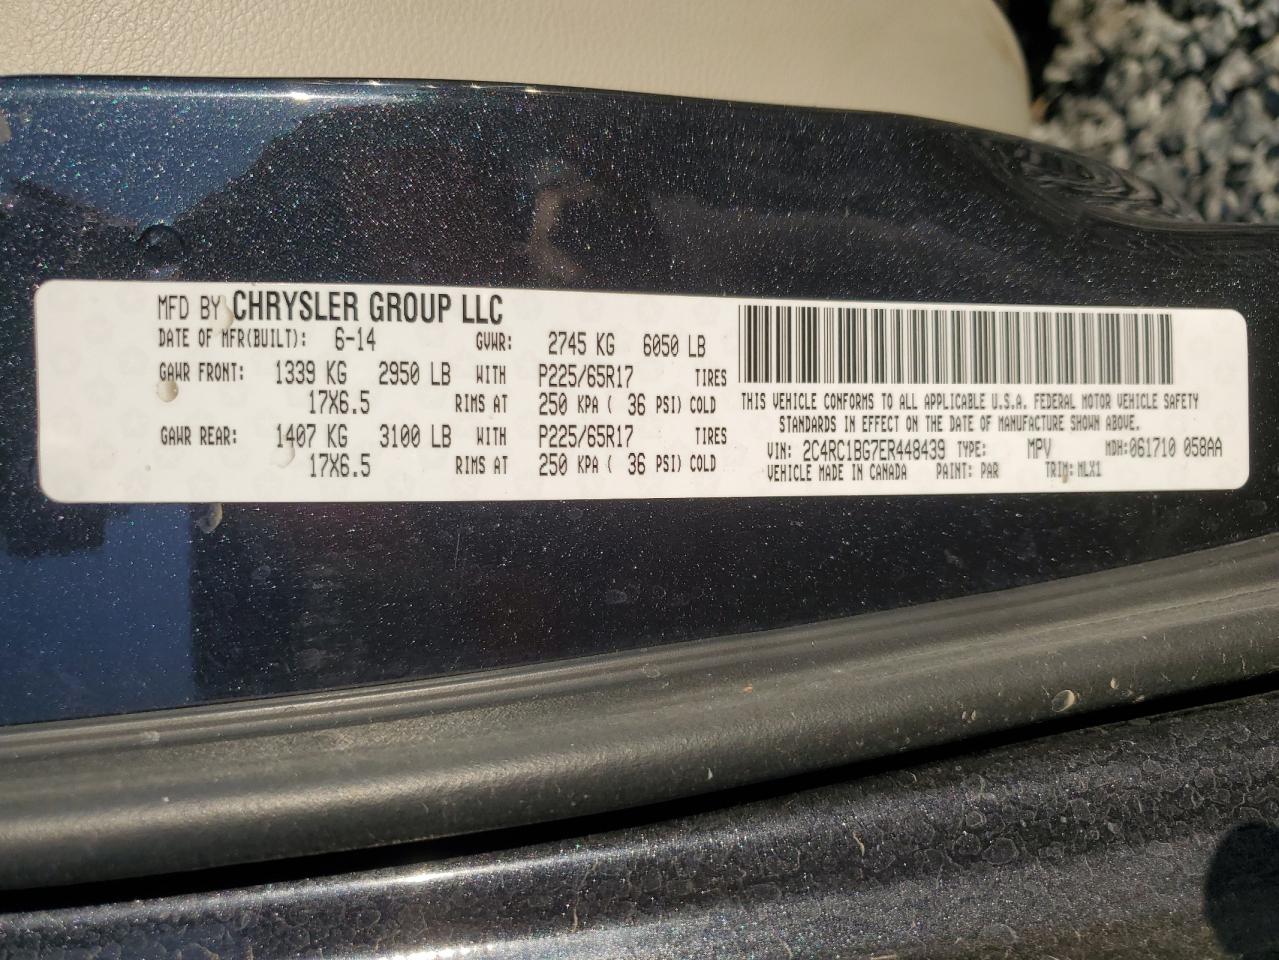 MFD BY CHRYSLER GROUP LLC
DATE OF MFR(BUILT): 6-14 GVWR: 2745 KG 6050 LB
GAWR FRONT: 1339 KG 2950 LB WITH P225/65R17 TIRES
17X6.5 RIMS AT 250 KPA ( 36 PSI) COLD
GAWR REAR: 1407 KG 3100 LB WITH P225/65R17 TIRES
17X6.5 RIMS AT 250 KPA ( 36 PSI) COLD
THIS VEHICLE CONFORMS TO ALL APPLICABLE U.S.A. FEDERAL MOTOR VEHICLE SAFETY
STANDARDS IN EFFECT ON THE DATE OF MANUFACTURE SHOWN ABOVE.
VIN: 2C4RC1BG7ER448439 TYPE: MPV MDH:061710 058AA
VEHICLE MADE IN CANADA PAINT: PAR TRIM: MLX1